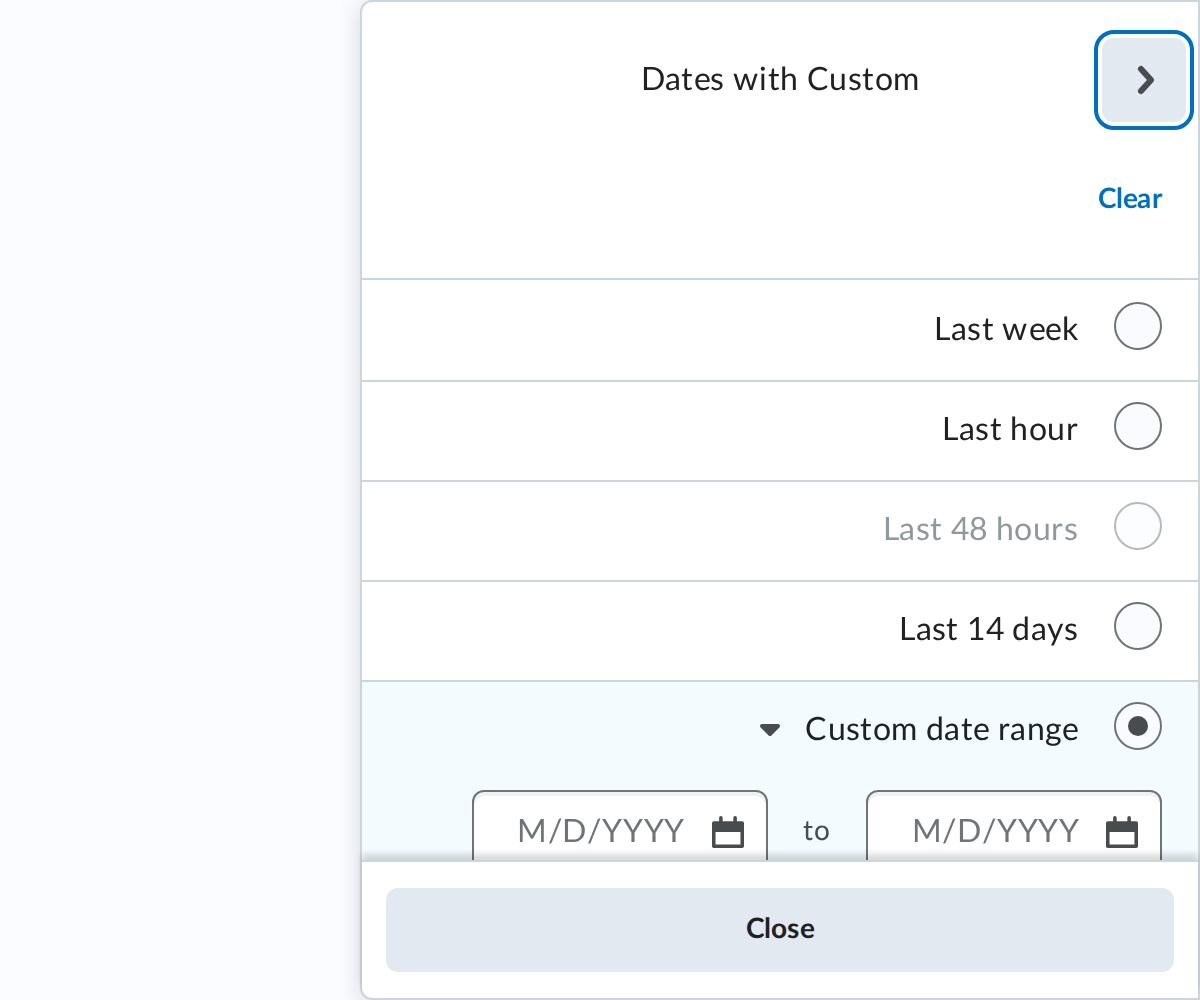 Dates with Custom
Clear
Last week
Last hour
Last 48 hours
Last 14 days
Custom date range
M/D/YYYY to M/D/YYYY
Close